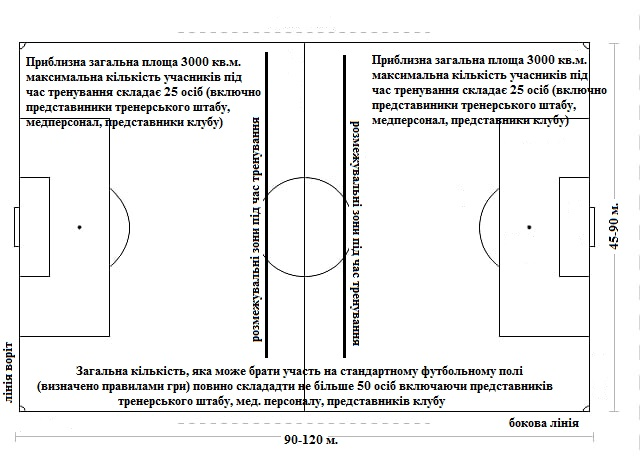 Приблизна загальна площа 3000 кв.м.
максимальна кількість учасників під
час тренування складає 25 осіб (включно
представиники тренерського штабу,
медперсонал, представники клубу)
Приблизна загальна площа 3000 кв.м.
максимальна кількість учасників під
час тренування складає 25 осіб (включно
представиники тренерського штабу,
медперсонал, представники клубу)
розмежувальні зони під час тренування
розмежувальні зони під час тренування
45-90 м.
лінія воріт
Загальна кількість, яка може брати участь на стандартному футбольному полі
(визначено правилами гри) повино склададти не більше 50 осіб включаючи представників
тренерського штабу, мед. персоналу, представників клубу
бокова лінія
90-120 м.